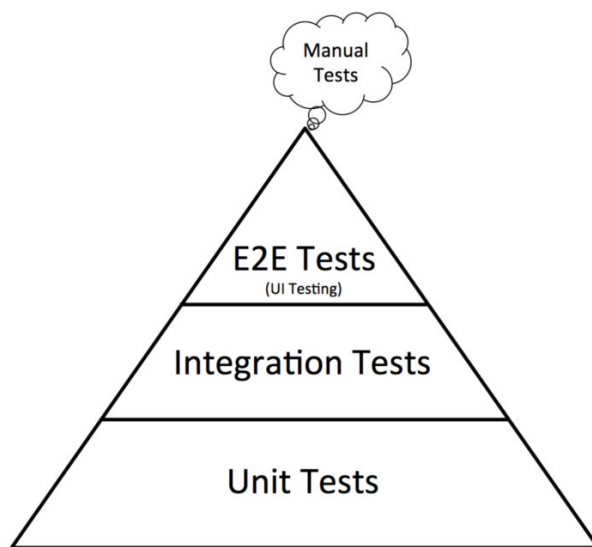 Manual
Tests
E2E Tests
(UI Testing)
Integration Tests
Unit Tests